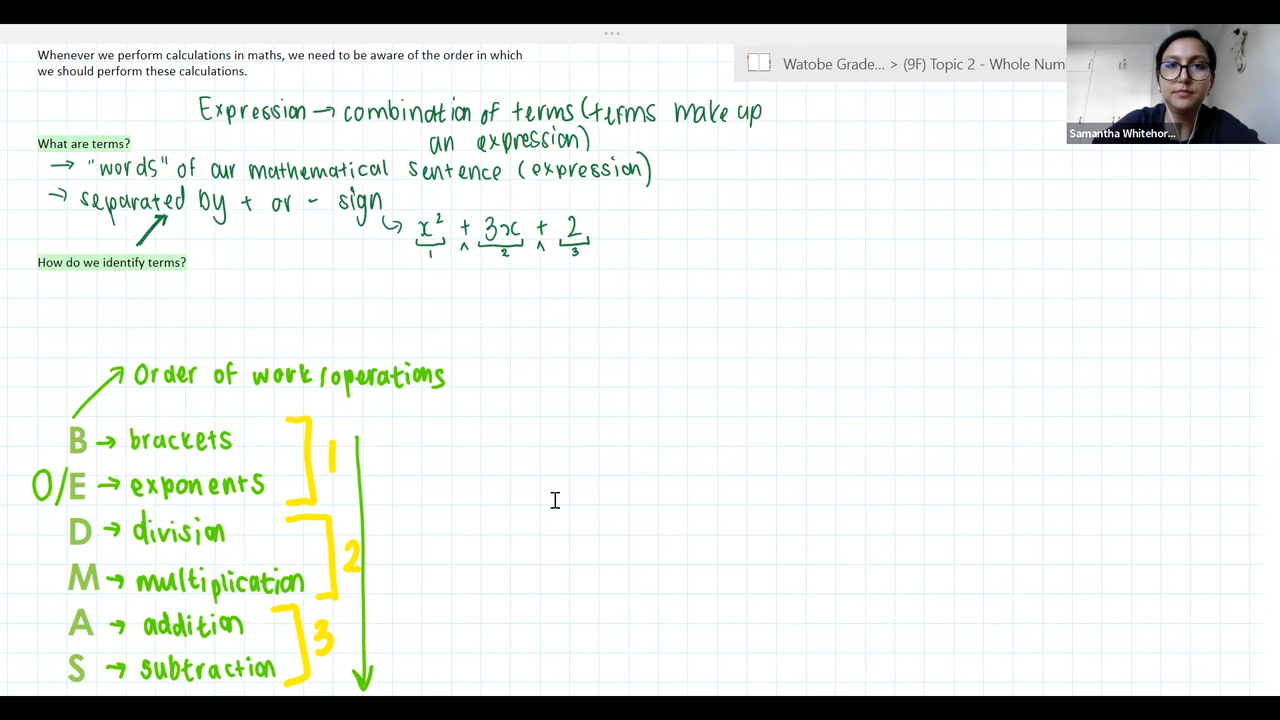 Whenever we perform calculations in maths, we need to be aware of the order in which
we should perform these calculations.
Watobe Grade... > (9F) Topic 2 - Whole Num
Samantha Whitehor...
Expression → combination of terms (terms make up
an expression)
What are terms?
→ "words" of our mathematical sentence (expression)
→ separated by + or - sign
↳ x² + 3x + 2
1 ^ 2 ^ 3
How do we identify terms?
Order of work/operations
B → brackets
O/E → exponents
1
D → division
M → multiplication
2
A → addition
S → subtraction
3